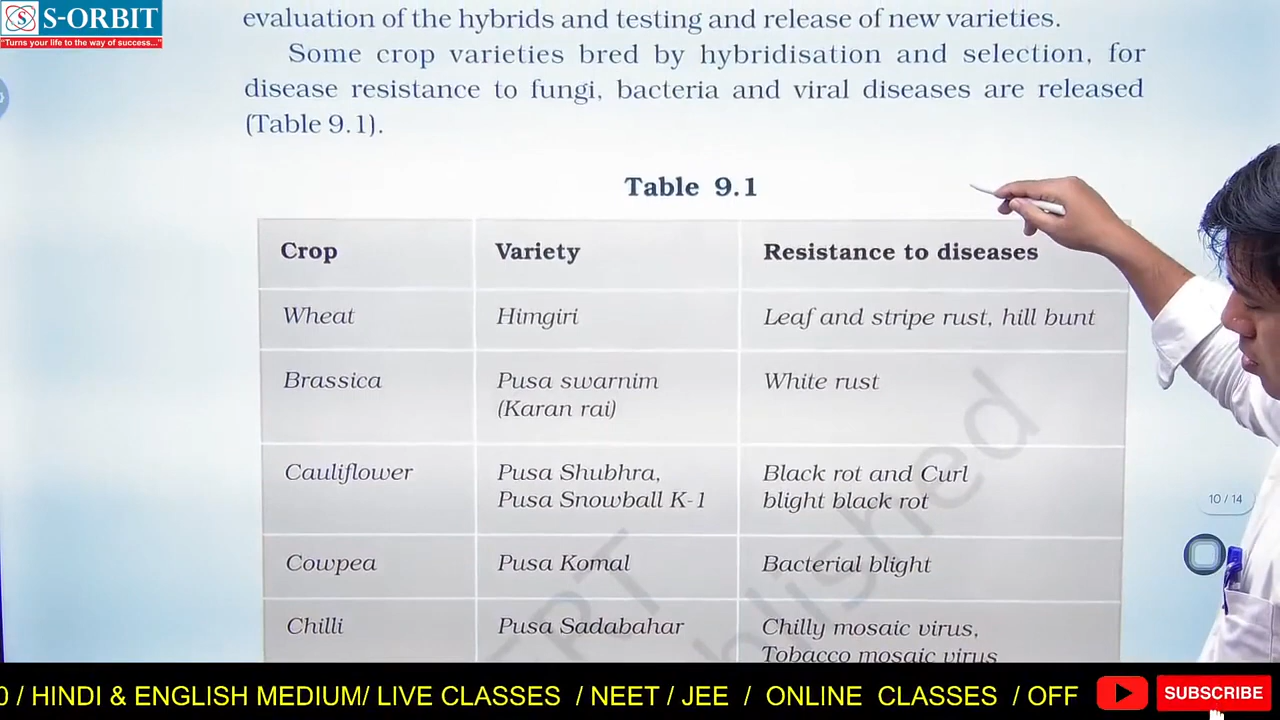 S-ORBIT
"Turns your life to the way of success..."
evaluation of the hybrids and testing and release of new varieties.
Some crop varieties bred by hybridisation and selection, for
disease resistance to fungi, bacteria and viral diseases are released
(Table 9.1).
Table 9.1
Crop Variety Resistance to diseases
Wheat Himgiri Leaf and stripe rust, hill bunt
Brassica Pusa swarnim White rust
(Karan rai)
Cauliflower Pusa Shubhra, Black rot and Curl
Pusa Snowball K-1 blight black rot
10 / 14
Cowpea Pusa Komal Bacterial blight
Chilli Pusa Sadabahar Chilly mosaic virus,
Tobacco mosaic virus
0 / HINDI & ENGLISH MEDIUM/ LIVE CLASSES / NEET / JEE / ONLINE CLASSES / OFF
SUBSCRIBE